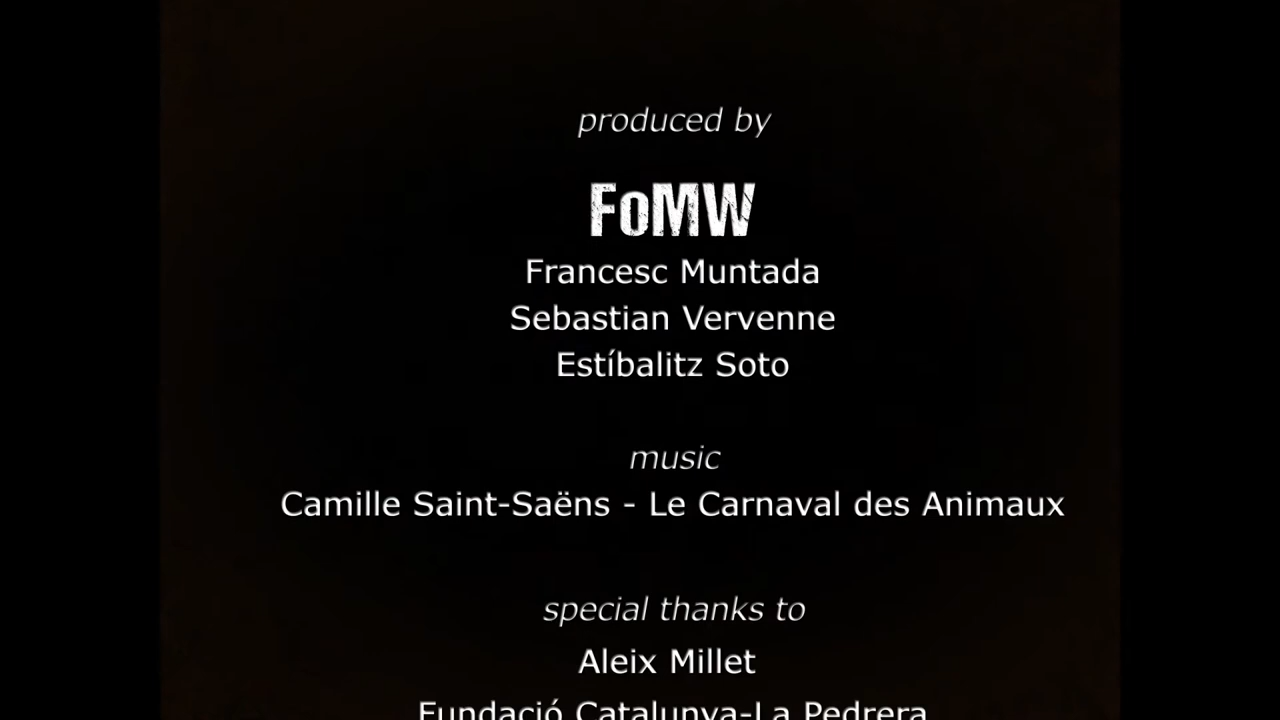 produced by
FoMW
Francesc Muntada
Sebastian Vervenne
Estíbalitz Soto
music
Camille Saint-Saëns - Le Carnaval des Animaux
special thanks to
Aleix Millet
Fundació Catalunya-La Pedrera